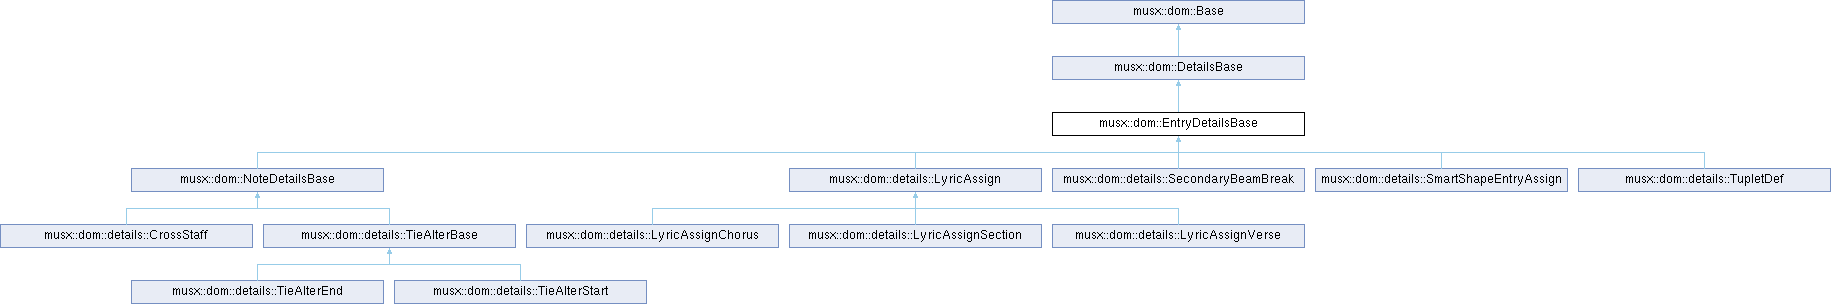 musx::dom::Base
musx::dom::DetailsBase
musx::dom::EntryDetailsBase
musx::dom::NoteDetailsBase
musx::dom::details::LyricAssign
musx::dom::details::SecondaryBeamBreak
musx::dom::details::SmartShapeEntryAssign
musx::dom::details::TupletDef
musx::dom::details::CrossStaff
musx::dom::details::TieAlterBase
musx::dom::details::LyricAssignChorus
musx::dom::details::LyricAssignSection
musx::dom::details::LyricAssignVerse
musx::dom::details::TieAlterEnd
musx::dom::details::TieAlterStart